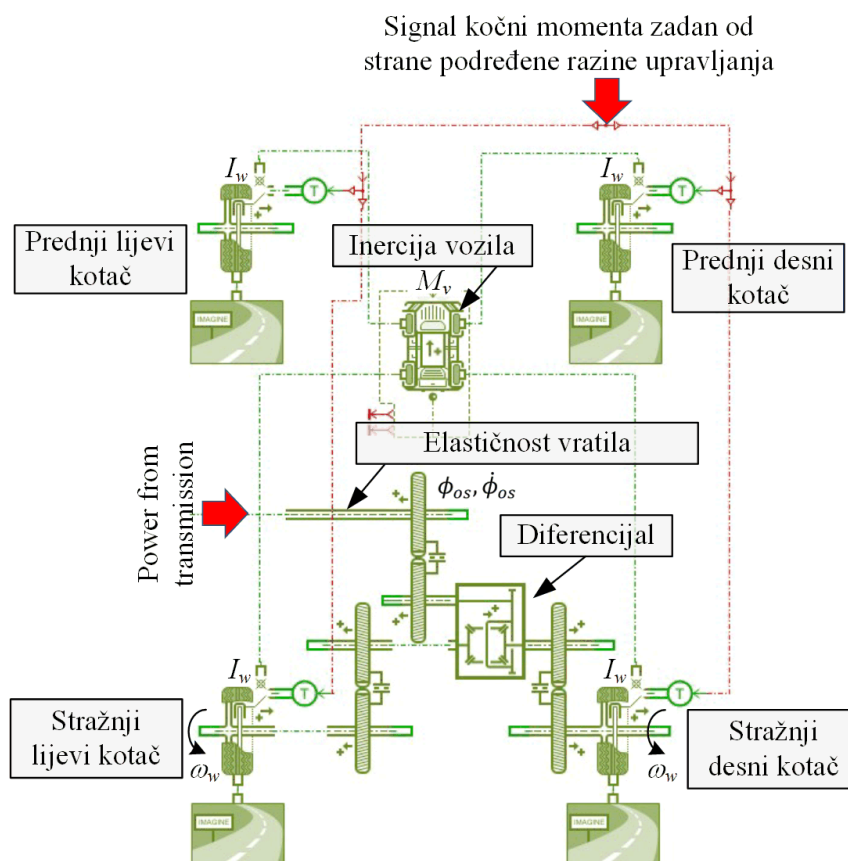 Signal kočni momenta zadan od
strane podređene razine upravljanja
I_w
I_w
T
T
Prednji lijevi
kotač
Inercija vozila
M_v
Prednji desni
kotač
IMAGINE
IMAGINE
Elastičnost vratila
Power from
transmission
ϕ_os, ϕ̇_os
Diferencijal
I_w
I_w
T
T
Stražnji
lijevi kotač
ω_w
ω_w
Stražnji
desni kotač
IMAGINE
IMAGINE